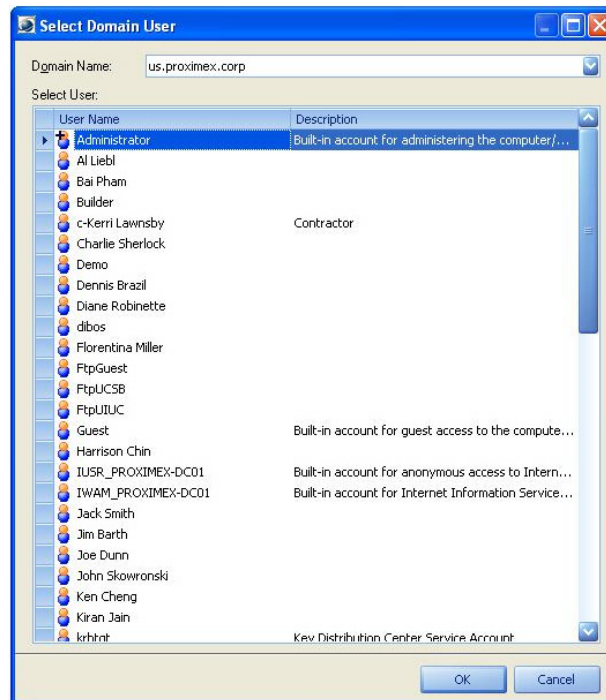 Select Domain User
Domain Name: us.proximex.corp
Select User:
User Name Description
Administrator Built-in account for administering the computer/...
Al Liebl
Bai Pham
Builder
c-Kerri Lawnsby Contractor
Charlie Sherlock
Demo
Dennis Brazil
Diane Robinette
dibos
Florentina Miller
FtpGuest
FtpUCSB
FtpUIUC
Guest Built-in account for guest access to the compute...
Harrison Chin
IUSR_PROXIMEX-DC01 Built-in account for anonymous access to Intern...
IWAM_PROXIMEX-DC01 Built-in account for Internet Information Service...
Jack Smith
Jim Barth
Joe Dunn
John Skowronski
Ken Cheng
Kiran Jain
krbtgt Key Distribution Center Service Account
OK Cancel